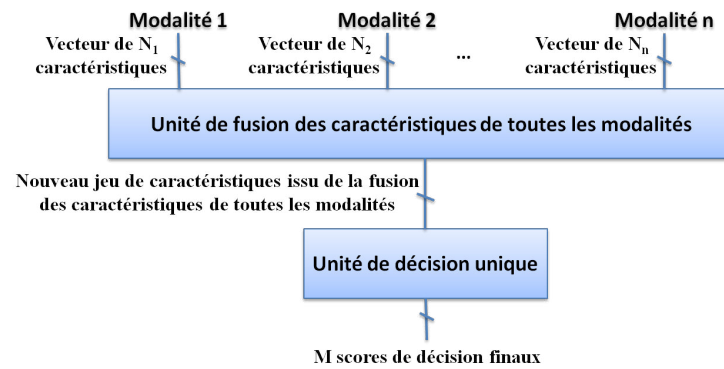 Modalité 1 Modalité 2 Modalité n
Vecteur de N1 Vecteur de N2 Vecteur de Nn
caractéristiques caractéristiques ... caractéristiques
Unité de fusion des caractéristiques de toutes les modalités
Nouveau jeu de caractéristiques issu de la fusion
des caractéristiques de toutes les modalités
Unité de décision unique
M scores de décision finaux